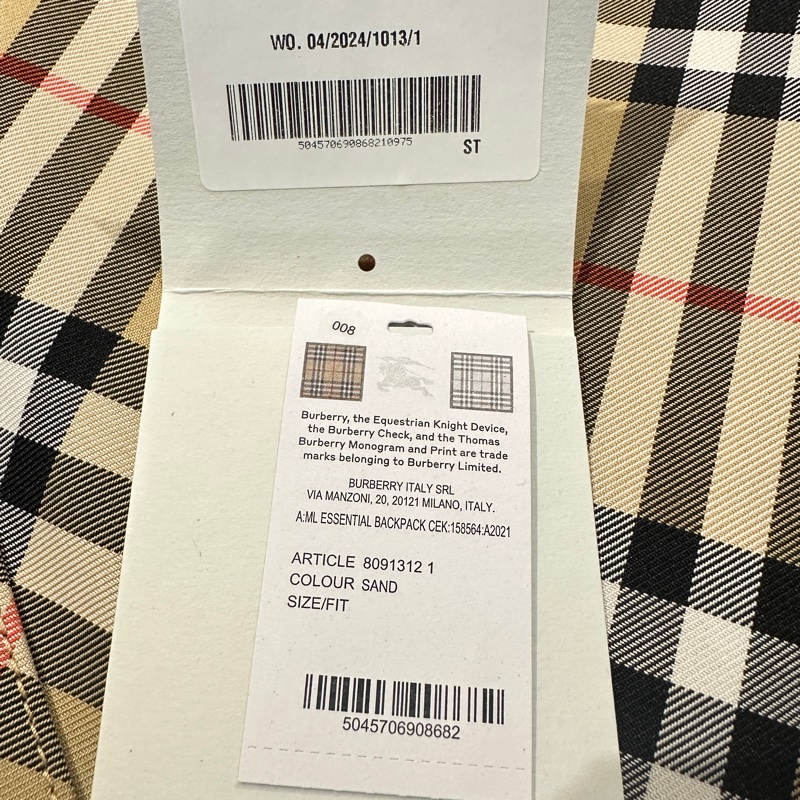 WO. 04/2024/1013/1
504570690868210975
ST
008
Burberry, the Equestrian Knight Device,
the Burberry Check, and the Thomas
Burberry Monogram and Print are trade
marks belonging to Burberry Limited.
BURBERRY ITALY SRL
VIA MANZONI, 20, 20121 MILANO, ITALY.
A:ML ESSENTIAL BACKPACK CEK:158564:A2021
ARTICLE 8091312 1
COLOUR SAND
SIZE/FIT
5045706908682